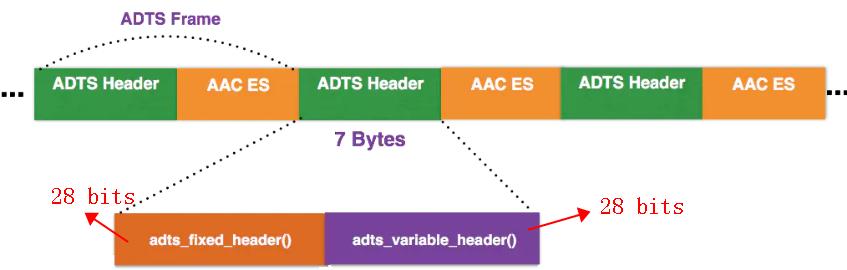 ADTS Frame
... ADTS Header AAC ES ADTS Header AAC ES ADTS Header AAC ES ...
7 Bytes
28 bits
28 bits
adts_fixed_header() adts_variable_header()